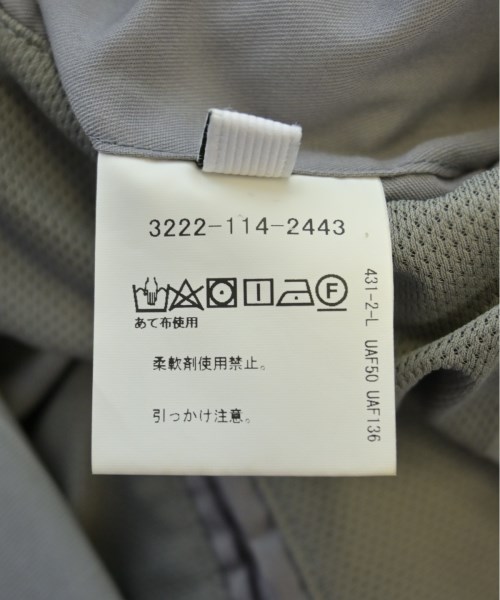 3222-114-2443
F
あて布使用
柔軟剤使用禁止。
引っかけ注意。
431-2-L UAF50 UAF136